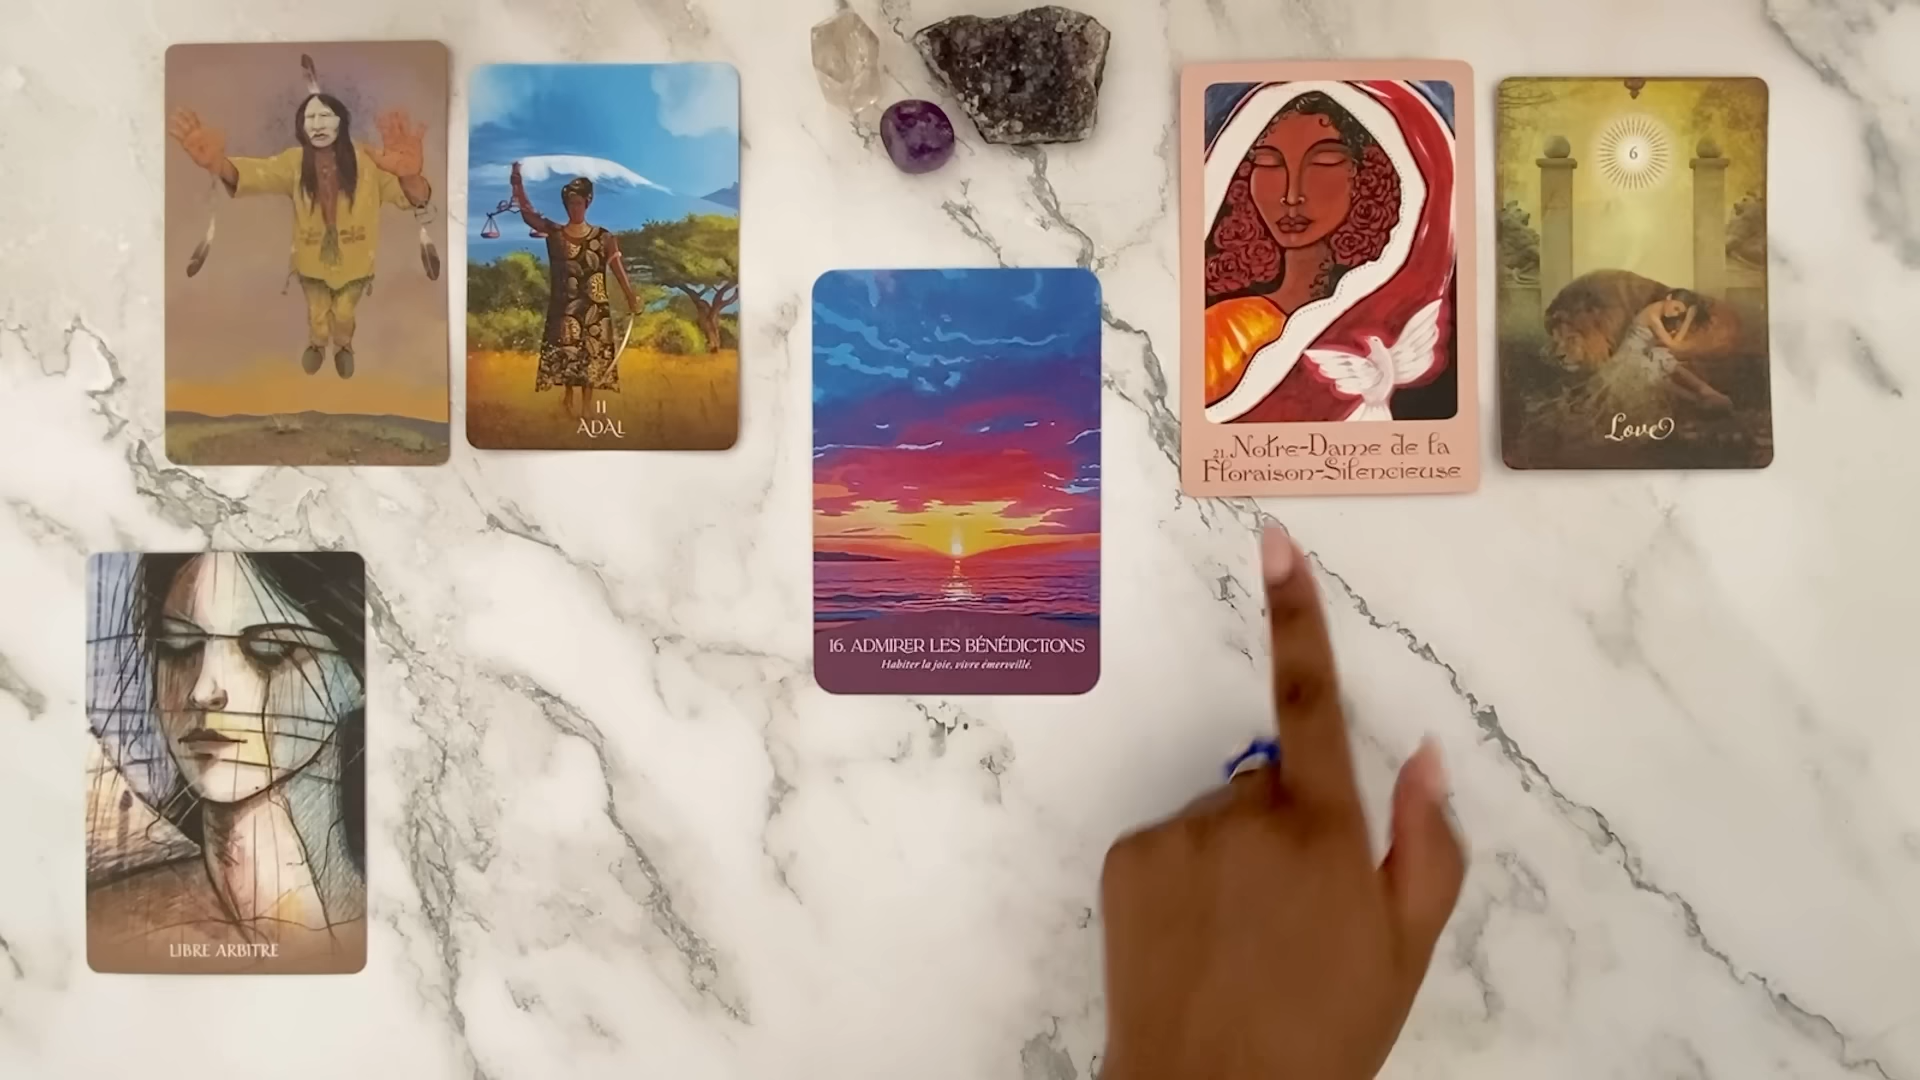 11
ADAL
21. Notre-Dame de la
Floraison-Silencieuse
6
Love
16. ADMIRER LES BÉNÉDICTIONS
Habiter la joie, vivre émerveillé.
LIBRE ARBITRE